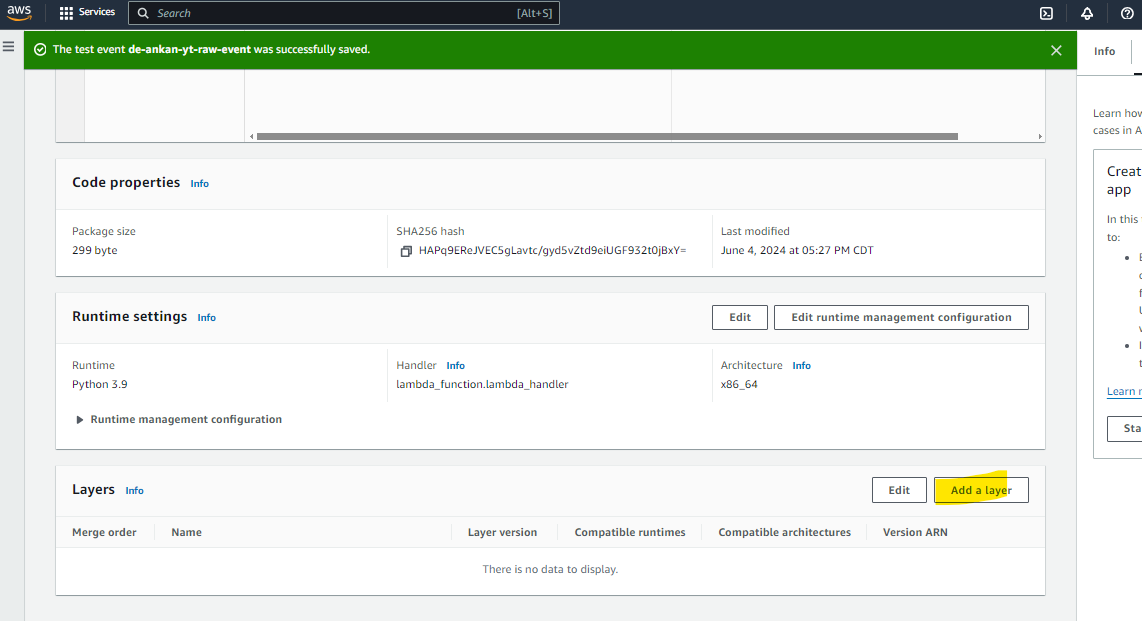 aws Services Search [Alt+S]
The test event de-ankan-yt-raw-event was successfully saved.
Info
Learn how
cases in A
Creat
app
In this
to:
Learn r
Sta
Code properties Info
Package size
299 byte
SHA256 hash
HAPq9EReJVEC5gLavtc/gyd5vZtd9eiUGF932t0jBxY=
Last modified
June 4, 2024 at 05:27 PM CDT
Runtime settings Info
Edit Edit runtime management configuration
Runtime
Python 3.9
Handler Info
lambda_function.lambda_handler
Architecture Info
x86_64
Runtime management configuration
Layers Info
Edit Add a layer
Merge order Name Layer version Compatible runtimes Compatible architectures Version ARN
There is no data to display.